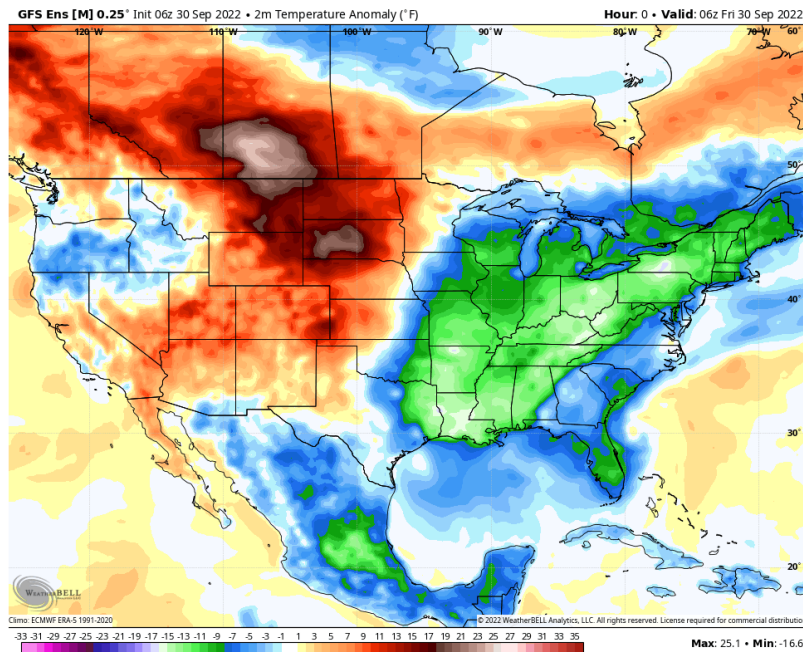 GFS Ens [M] 0.25° Init 06z 30 Sep 2022 • 2m Temperature Anomaly (°F) Hour: 0 • Valid: 06z Fri 30 Sep 2022
120°W 110°W 100°W 90°W 80°W 70°W 60°
50°
40°
30°
20°
WEATHERBELL
Climo: ECMWF ERA-5 1991-2020 © 2022 WeatherBELL Analytics, LLC. All rights reserved. License required for commercial distributio
-33 -31 -29 -27 -25 -23 -21 -19 -17 -15 -13 -11 -9 -7 -5 -3 -1 1 3 5 7 9 11 13 15 17 19 21 23 25 27 29 31 33 35
Max: 25.1 • Min: -16.6